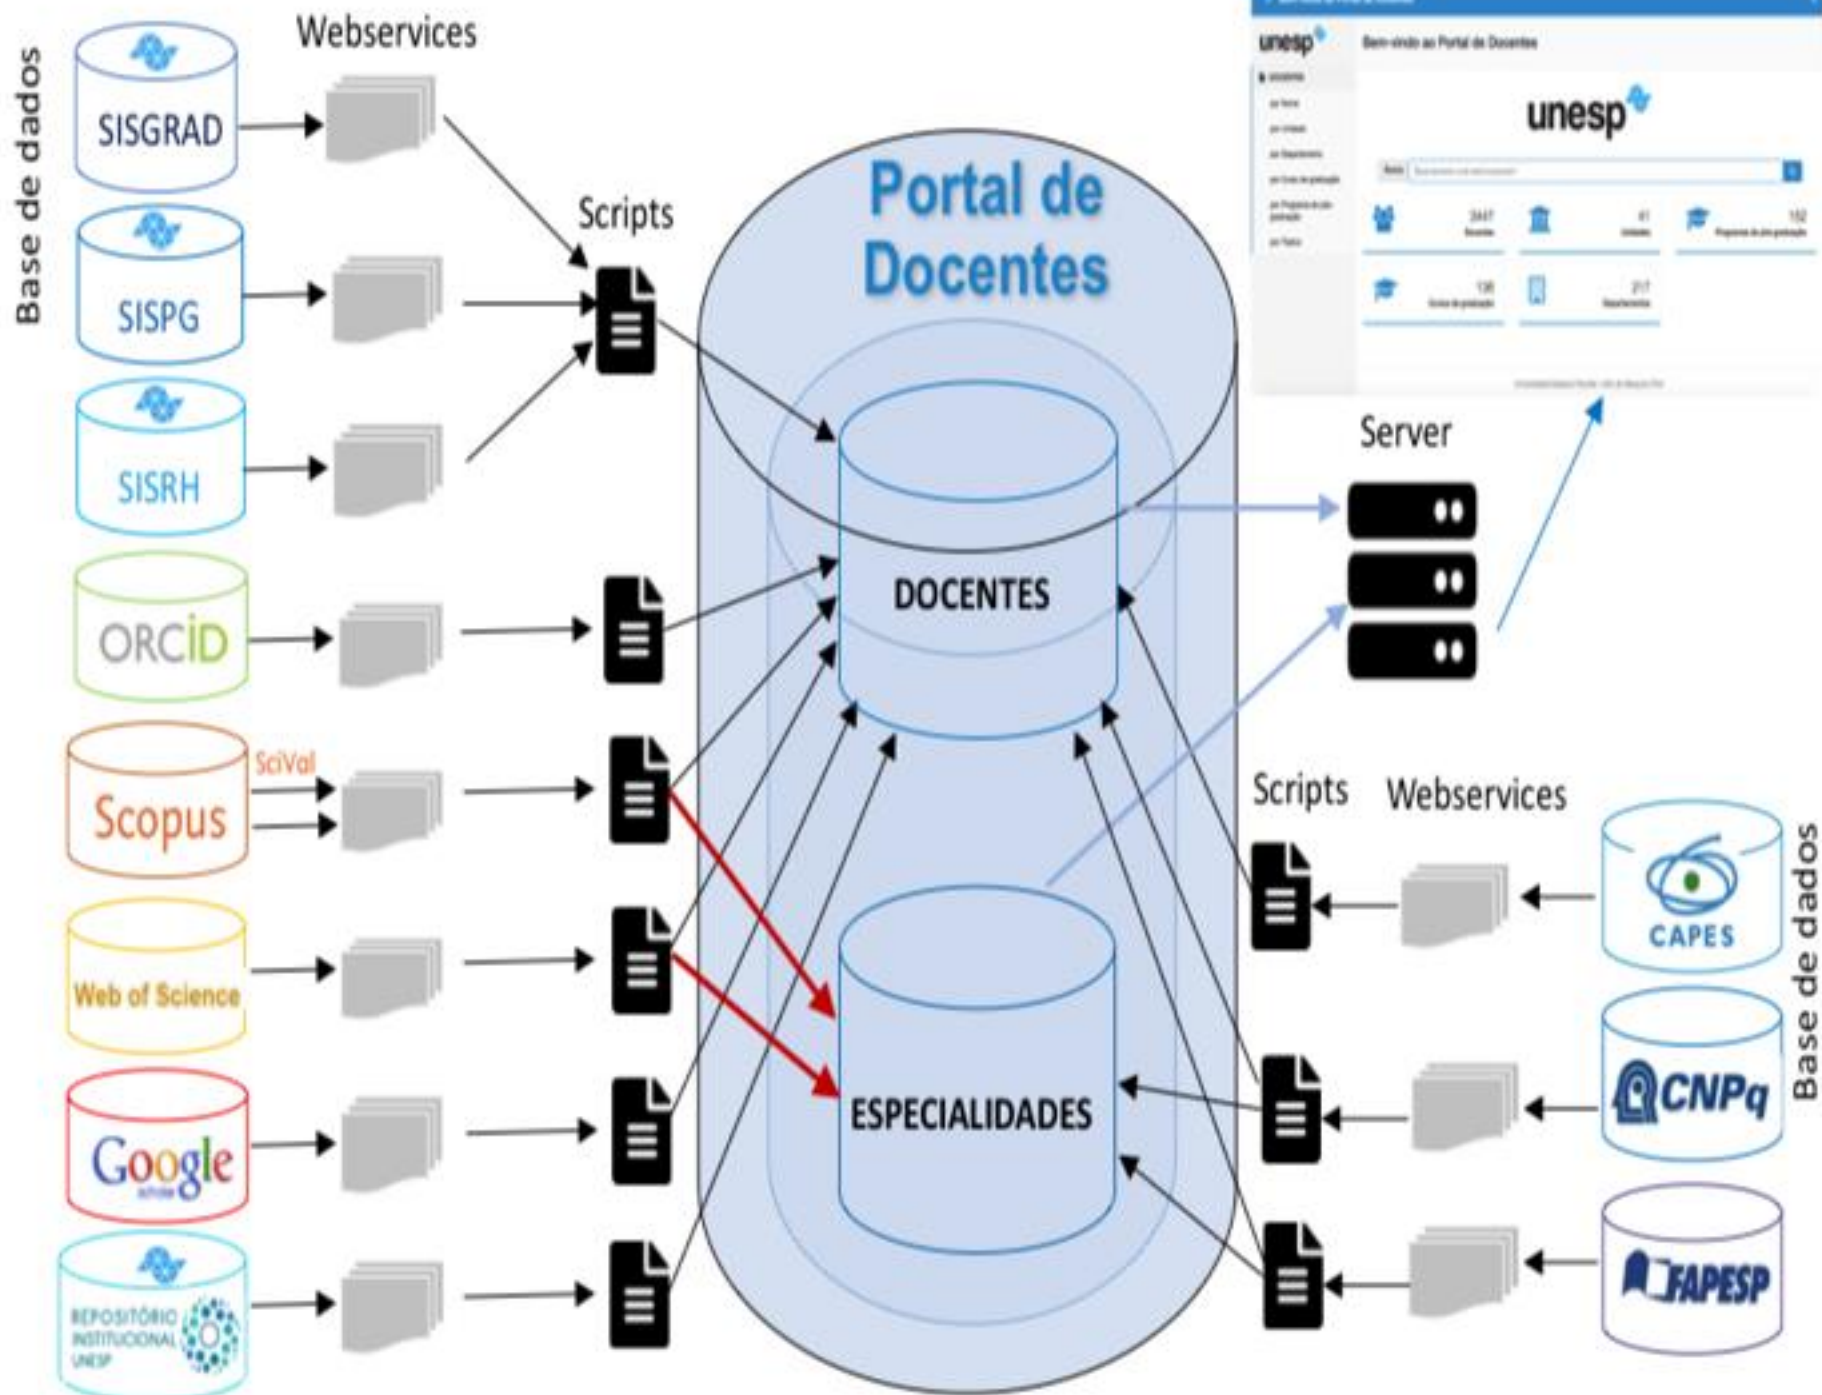 Base de dados
Webservices
SISGRAD
SISPG
SISRH
Scripts
ORCiD
SciVal
Scopus
Web of Science
Google
REPOSITÓRIO
INSTITUCIONAL
UNESP
Portal de
Docentes
DOCENTES
ESPECIALIDADES
unesp
Bem-vindo ao Portal de Docentes
unesp
41
Server
Scripts
Webservices
CAPES
CNPq
FAPESP
Base de dados